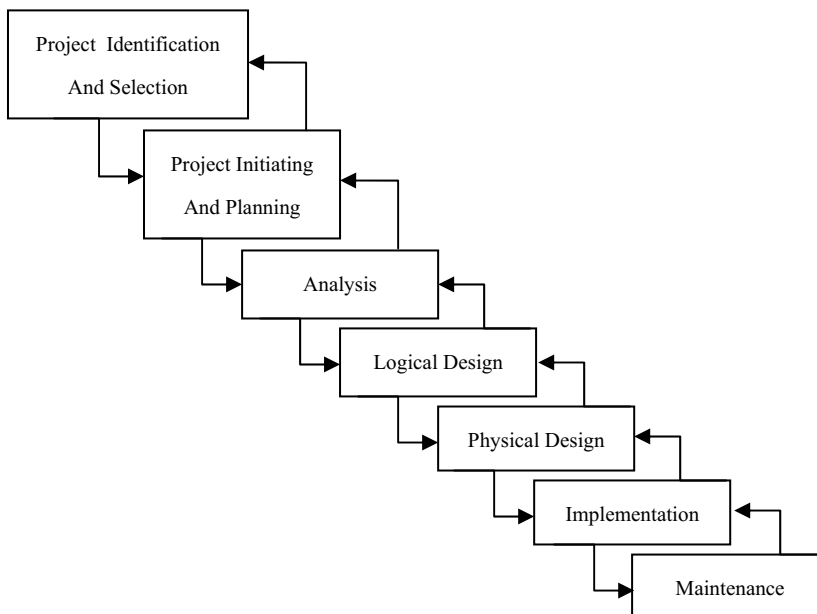 Project Identification
And Selection
Project Initiating
And Planning
Analysis
Logical Design
Physical Design
Implementation
Maintenance